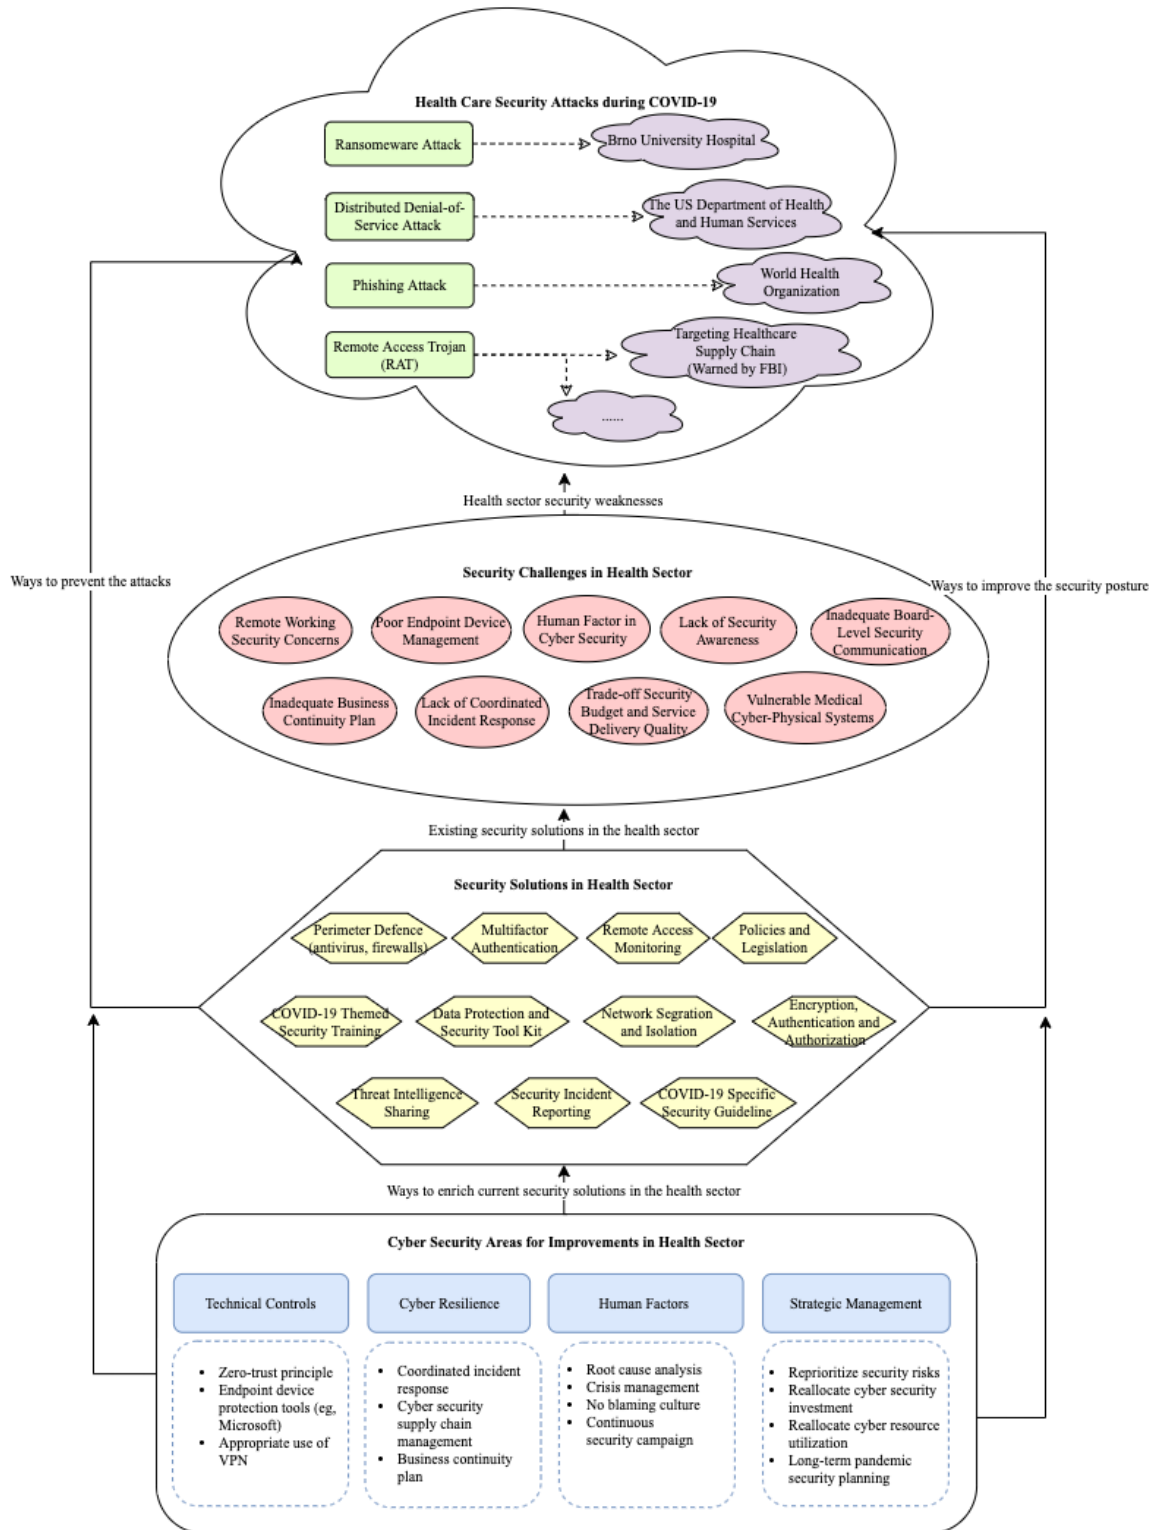 Health Care Security Attacks during COVID-19
Ransomeware Attack
Brno University Hospital
Distributed Denial-of-
Service Attack
The US Department of Health
and Human Services
Phishing Attack
World Health
Organization
Remote Access Trojan
(RAT)
Targeting Healthcare
Supply Chain
(Warned by FBI)
......
Health sector security weaknesses
Ways to prevent the attacks
Ways to improve the security posture
Security Challenges in Health Sector
Remote Working
Security Concerns
Poor Endpoint Device
Management
Human Factor in
Cyber Security
Lack of Security
Awareness
Inadequate Board-
Level Security
Communication
Inadequate Business
Continuity Plan
Lack of Coordinated
Incident Response
Trade-off Security
Budget and Service
Delivery Quality
Vulnerable Medical
Cyber-Physical Systems
Existing security solutions in the health sector
Security Solutions in Health Sector
Perimeter Defence
(antivirus, firewalls)
Multifactor
Authentication
Remote Access
Monitoring
Policies and
Legislation
COVID-19 Themed
Security Training
Data Protection and
Security Tool Kit
Network Segration
and Isolation
Encryption,
Authentication and
Authorization
Threat Intelligence
Sharing
Security Incident
Reporting
COVID-19 Specific
Security Guideline
Ways to enrich current security solutions in the health sector
Cyber Security Areas for Improvements in Health Sector
Technical Controls
• Zero-trust principle
• Endpoint device
protection tools (eg,
Microsoft)
• Appropriate use of
VPN
Cyber Resilience
• Coordinated incident
response
• Cyber security
supply chain
management
• Business continuity
plan
Human Factors
• Root cause analysis
• Crisis management
• No blaming culture
• Continuous
security campaign
Strategic Management
• Reprioritize security risks
• Reallocate cyber security
investment
• Reallocate cyber resource
utilization
• Long-term pandemic
security planning